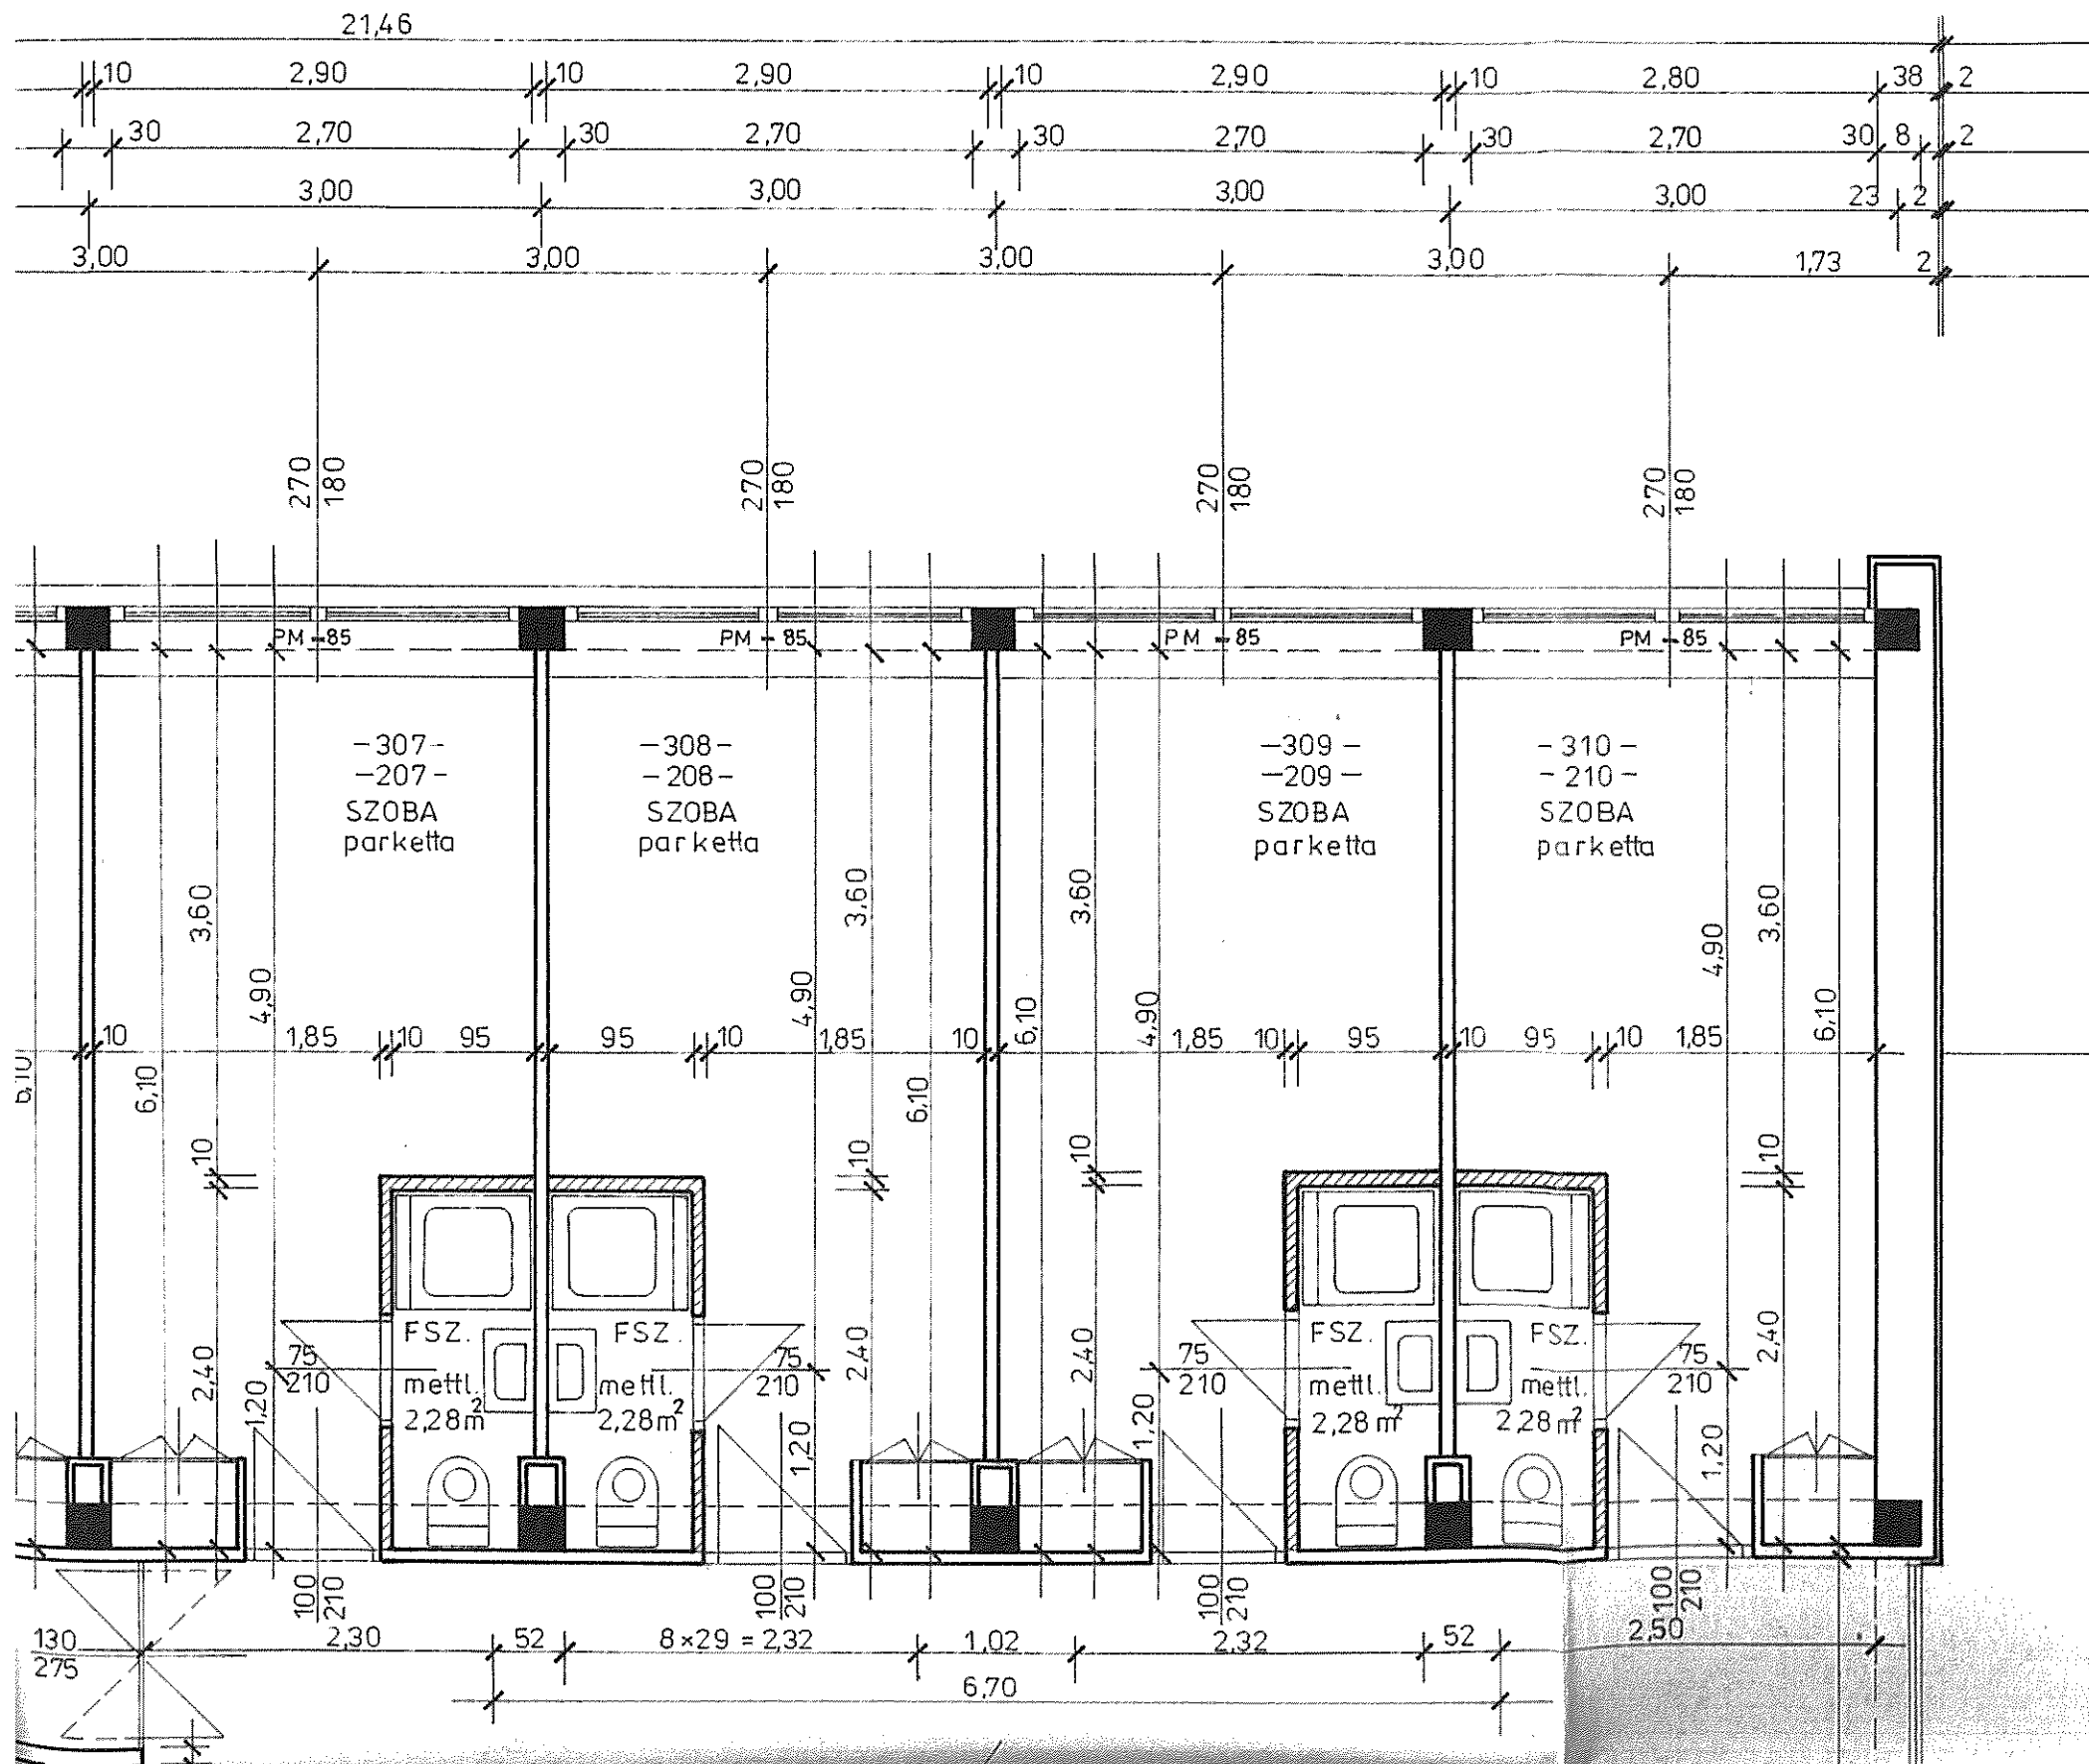 21,46
10 2,90 10 2,90 10 2,90 10 2,80 38 2
30 2,70 30 2,70 30 2,70 30 2,70 30 8 2
3,00 3,00 3,00 3,00 23 2
3,00 3,00 3,00 3,00 1,73 2
270 270 270 270
180 180 180 180
PM -85 PM - 85 PM - 85 PM - 85
-307- -308- -309- -310-
-207- -208- -209- -210-
SZOBA SZOBA SZOBA SZOBA
parketta parketta parketta parketta
3,60 3,60 3,60 3,60
4,90 4,90 4,90 4,90
10 1,85 10 95 95 10 1,85 10 1,85 10 95 10 95 10 1,85
6,10 6,10 6,10 6,10 6,10
10 10 10 10
FSZ. FSZ. FSZ. FSZ.
2,40 2,40 2,40 2,40
75 75 75 75
210 210 210 210
mettl. mettl. mettl. mettl.
2,28m² 2,28m² 2,28m² 2,28m²
1,20 1,20 1,20 1,20
100 100 100 100
210 210 210 210
130 2,30 52 8×29 = 2,32 1,02 2,32 52 2,50
275
6,70